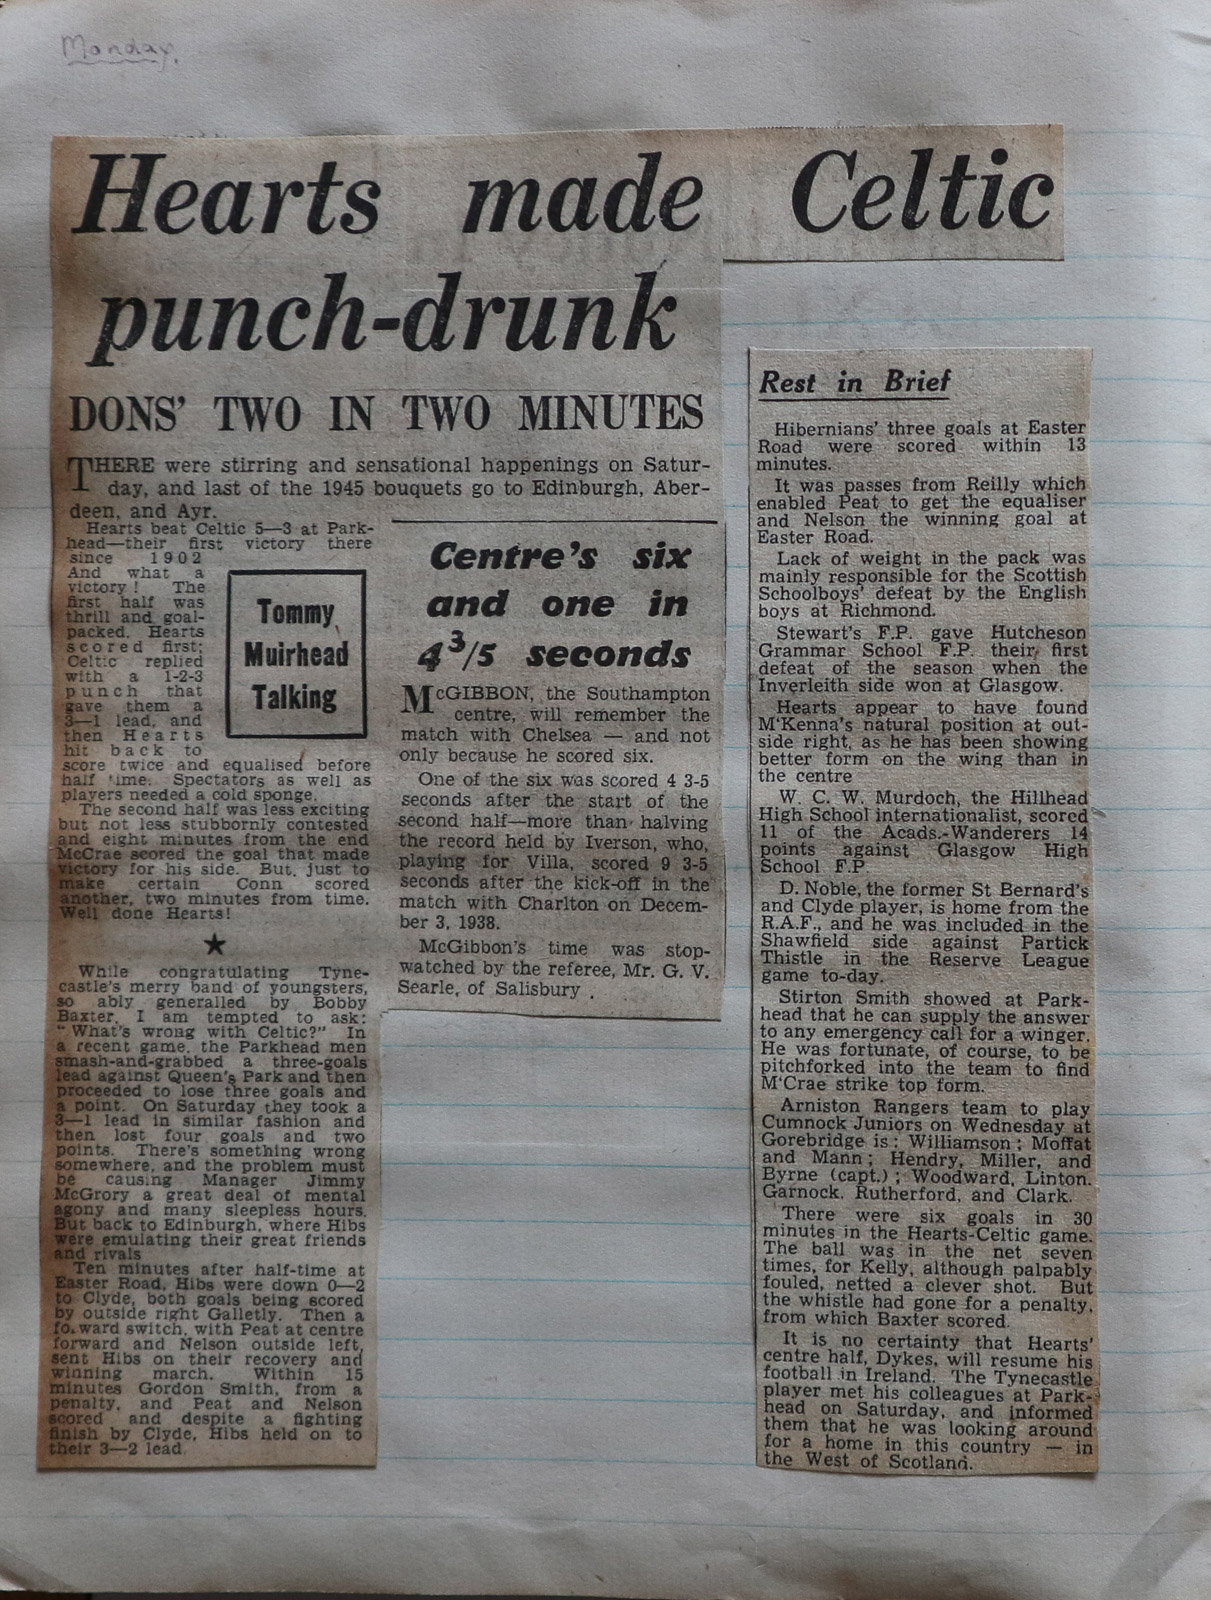 Monday.
Hearts made Celtic
punch-drunk
DONS' TWO IN TWO MINUTES
THERE were stirring and sensational happenings on Satur-
day, and last of the 1945 bouquets go to Edinburgh, Aber-
deen, and Ayr.
Hearts beat Celtic 5—3 at Park-
head—their first victory there
since 1902
And what a
victory! The
first half was
thrill and goal-
packed. Hearts
scored first;
Celtic replied
with a 1-2-3
punch that
gave them a
3—1 lead, and
then Hearts
hit back to
score twice and equalised before
half time. Spectators as well as
players needed a cold sponge.
The second half was less exciting
but not less stubbornly contested
and eight minutes from the end
McCrae scored the goal that made
victory for his side. But, just to
make certain Conn scored
another, two minutes from time.
Well done Hearts!
★
While congratulating Tyne-
castle's merry band of youngsters,
so ably generalled by Bobby
Baxter, I am tempted to ask:
"What's wrong with Celtic?" In
a recent game, the Parkhead men
smash-and-grabbed a three-goals
lead against Queen's Park and then
proceeded to lose three goals and
a point. On Saturday they took a
3—1 lead in similar fashion and
then lost four goals and two
points. There's something wrong
somewhere, and the problem must
be causing Manager Jimmy
McGrory a great deal of mental
agony and many sleepless hours.
But back to Edinburgh, where Hibs
were emulating their great friends
and rivals
Ten minutes after half-time at
Easter Road, Hibs were down 0—2
to Clyde, both goals being scored
by outside right Galletly. Then a
forward switch, with Peat at centre
forward and Nelson outside left,
sent Hibs on their recovery and
winning march. Within 15
minutes Gordon Smith, from a
penalty, and Peat and Nelson
scored and despite a fighting
finish by Clyde, Hibs held on to
their 3—2 lead
Tommy
Muirhead
Talking
Centre's six
and one in
4 3/5 seconds
McGIBBON, the Southampton
centre, will remember the
match with Chelsea — and not
only because he scored six.
One of the six was scored 4 3-5
seconds after the start of the
second half—more than halving
the record held by Iverson, who,
playing for Villa, scored 9 3-5
seconds after the kick-off in the
match with Charlton on Decem-
ber 3, 1938.
McGibbon's time was stop-
watched by the referee, Mr. G. V.
Searle, of Salisbury .
Rest in Brief
Hibernians' three goals at Easter
Road were scored within 13
minutes.
It was passes from Reilly which
enabled Peat to get the equaliser
and Nelson the winning goal at
Easter Road.
Lack of weight in the pack was
mainly responsible for the Scottish
Schoolboys' defeat by the English
boys at Richmond.
Stewart's F.P. gave Hutcheson
Grammar School F.P. their first
defeat of the season when the
Inverleith side won at Glasgow.
Hearts appear to have found
M'Kenna's natural position at out-
side right, as he has been showing
better form on the wing than in
the centre
W. C. W. Murdoch, the Hillhead
High School internationalist, scored
11 of the Acads.-Wanderers 14
points against Glasgow High
School F.P.
D. Noble, the former St Bernard's
and Clyde player, is home from the
R.A.F., and he was included in the
Shawfield side against Partick
Thistle in the Reserve League
game to-day.
Stirton Smith showed at Park-
head that he can supply the answer
to any emergency call for a winger.
He was fortunate, of course, to be
pitchforked into the team to find
M'Crae strike top form.
Arniston Rangers team to play
Cumnock Juniors on Wednesday at
Gorebridge is: Williamson; Moffat
and Mann; Hendry, Miller, and
Byrne (capt.); Woodward, Linton.
Garnock. Rutherford, and Clark.
There were six goals in 30
minutes in the Hearts-Celtic game.
The ball was in the net seven
times, for Kelly, although palpably
fouled, netted a clever shot. But
the whistle had gone for a penalty,
from which Baxter scored.
It is no certainty that Hearts'
centre half, Dykes, will resume his
football in Ireland. The Tynecastle
player met his colleagues at Park-
head on Saturday, and informed
them that he was looking around
for a home in this country — in
the West of Scotland.